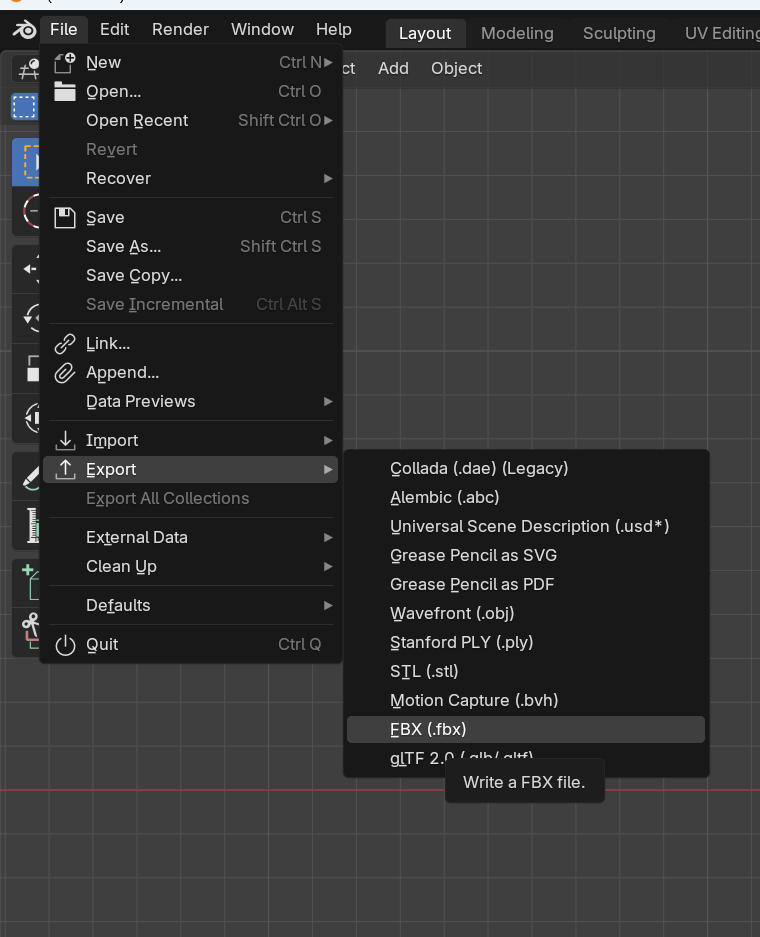 File Edit Render Window Help Layout Modeling Sculpting UV Editing
New Ctrl N
Add Object
Open... Ctrl O
Open Recent Shift Ctrl O
Revert
Recover
Save Ctrl S
Save As... Shift Ctrl S
Save Copy...
Save Incremental Ctrl Alt S
Link...
Append...
Data Previews
Import
Export
Export All Collections
External Data
Clean Up
Defaults
Quit Ctrl Q
Collada (.dae) (Legacy)
Alembic (.abc)
Universal Scene Description (.usd*)
Grease Pencil as SVG
Grease Pencil as PDF
Wavefront (.obj)
Stanford PLY (.ply)
STL (.stl)
Motion Capture (.bvh)
FBX (.fbx)
glTF 2.0 (.glb/.gltf)
Write a FBX file.